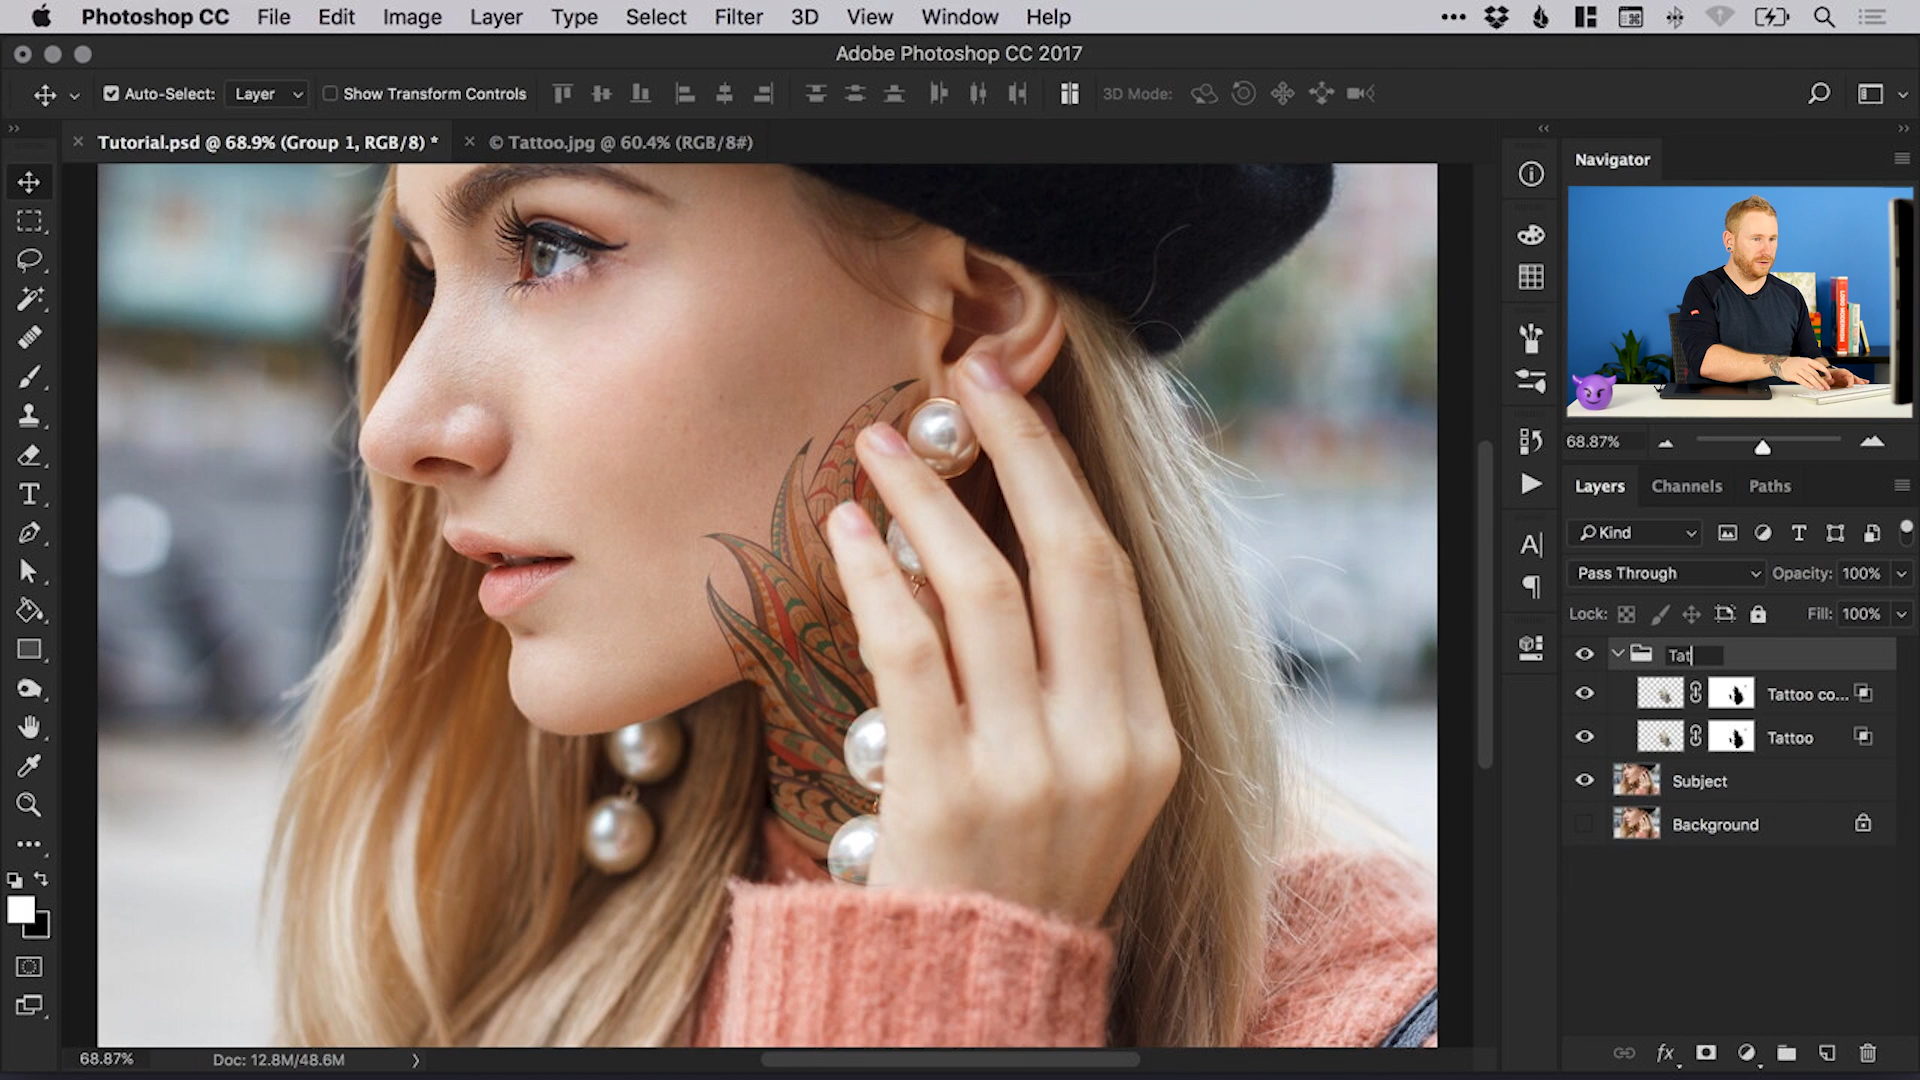 Photoshop CC File Edit Image Layer Type Select Filter 3D View Window Help
Adobe Photoshop CC 2017
Auto-Select: Layer Show Transform Controls 3D Mode:
Tutorial.psd @ 68.9% (Group 1, RGB/8) * © Tattoo.jpg @ 60.4% (RGB/8#)
Navigator
68.87%
Layers Channels Paths
Kind
Pass Through Opacity: 100%
Lock: Fill: 100%
Tat
Tattoo co...
Tattoo
Subject
Background
68.87% Doc: 12.8M/48.6M